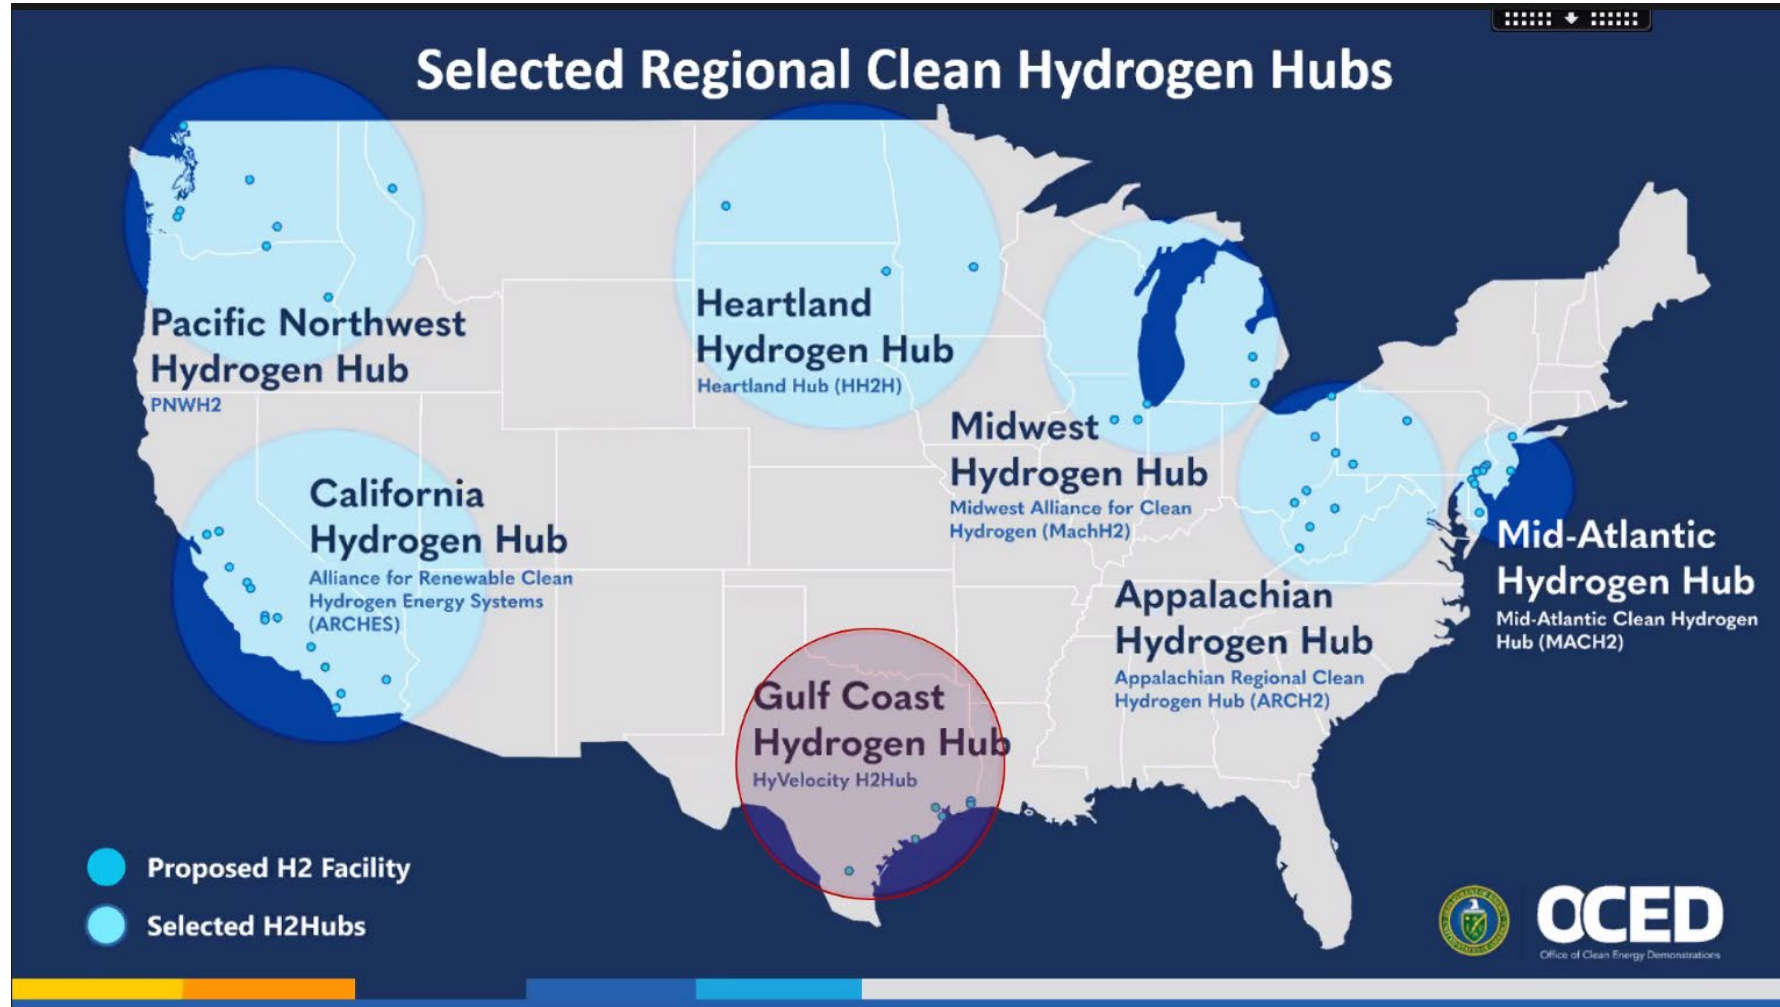 Selected Regional Clean Hydrogen Hubs
Pacific Northwest
Hydrogen Hub
PNWH2
Heartland
Hydrogen Hub
Heartland Hub (HH2H)
Midwest
Hydrogen Hub
Midwest Alliance for Clean
Hydrogen (MachH2)
California
Hydrogen Hub
Alliance for Renewable Clean
Hydrogen Energy Systems
(ARCHES)
Appalachian
Hydrogen Hub
Appalachian Regional Clean
Hydrogen Hub (ARCH2)
Mid-Atlantic
Hydrogen Hub
Mid-Atlantic Clean Hydrogen
Hub (MACH2)
Gulf Coast
Hydrogen Hub
HyVelocity H2Hub
Proposed H2 Facility
Selected H2Hubs
OCED
Office of Clean Energy Demonstrations